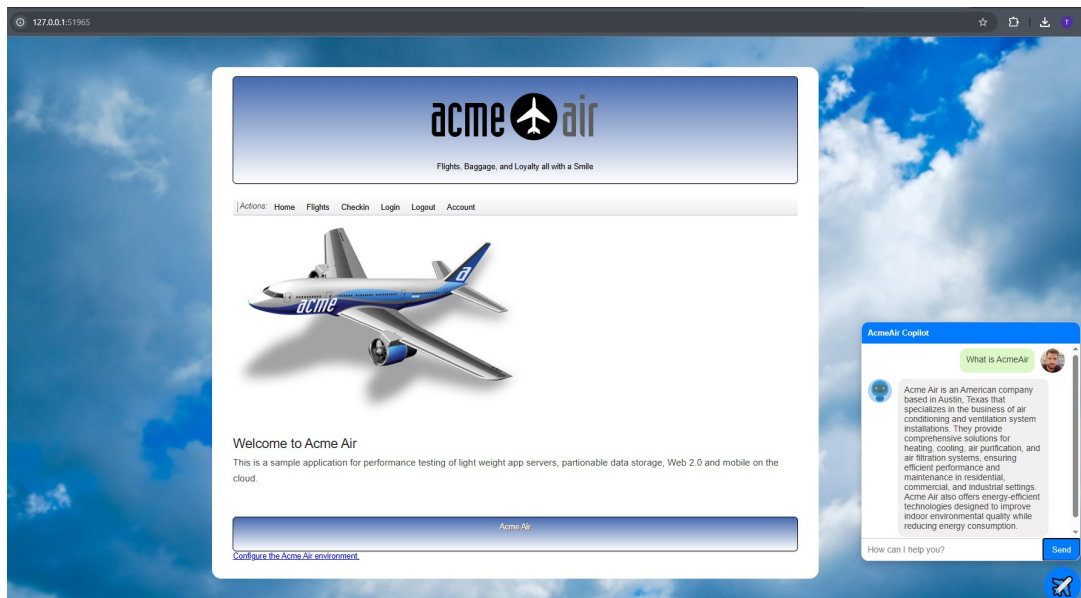 127.0.0.1:51965
T
acme air
Flights, Baggage, and Loyalty all with a Smile
Actions: Home Flights Checkin Login Logout Account
a
acme
Welcome to Acme Air
This is a sample application for performance testing of light weight app servers, partionable data storage, Web 2.0 and mobile on the
cloud.
Acme Air
Configure the Acme Air environment.
AcmeAir Copilot
What is AcmeAir
Acme Air is an American company
based in Austin, Texas that
specializes in the business of air
conditioning and ventilation system
installations. They provide
comprehensive solutions for
heating, cooling, air purification, and
air filtration systems, ensuring
efficient performance and
maintenance in residential,
commercial, and industrial settings.
Acme Air also offers energy-efficient
technologies designed to improve
indoor environmental quality while
reducing energy consumption.
How can I help you?
Send